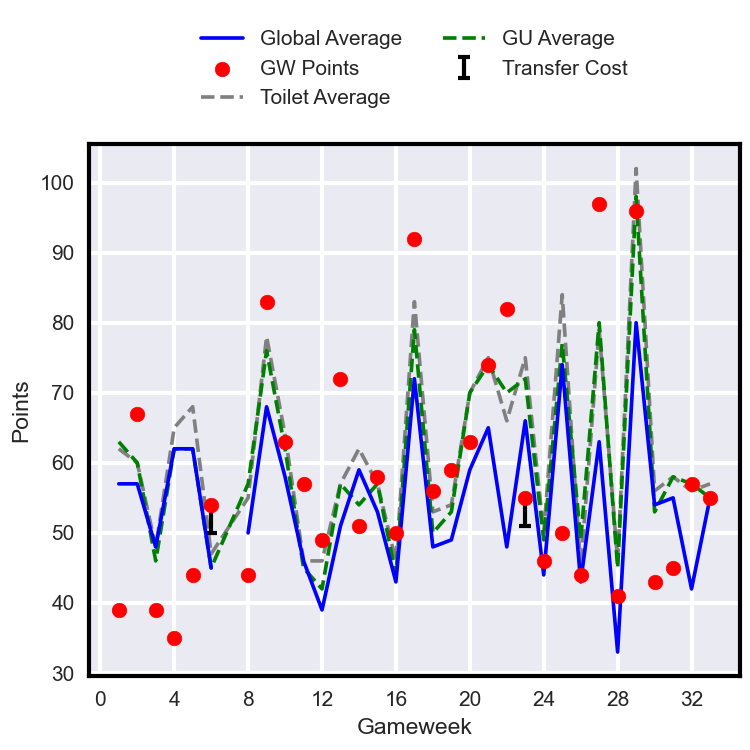 Global Average
GW Points
Toilet Average
GU Average
Transfer Cost
Points
100
90
80
70
60
50
40
30
0 4 8 12 16 20 24 28 32
Gameweek